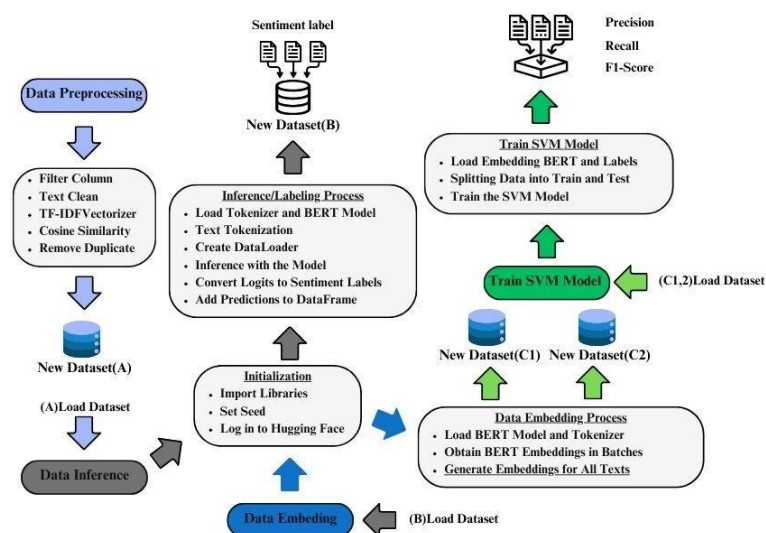 Data Preprocessing
Filter Column
Text Clean
TF-IDFVectorizer
Cosine Similarity
Remove Duplicate
New Dataset(A)
(A)Load Dataset
Data Inference
Sentiment label
New Dataset(B)
Inference/Labeling Process
Load Tokenizer and BERT Model
Text Tokenization
Create DataLoader
Inference with the Model
Convert Logits to Sentiment Labels
Add Predictions to DataFrame
Initialization
Import Libraries
Set Seed
Log in to Hugging Face
Data Embeding
(B)Load Dataset
Precision
Recall
F1-Score
Train SVM Model
Load Embedding BERT and Labels
Splitting Data into Train and Test
Train the SVM Model
Train SVM Model
(C1,2)Load Dataset
New Dataset(C1)
New Dataset(C2)
Data Embedding Process
Load BERT Model and Tokenizer
Obtain BERT Embeddings in Batches
Generate Embeddings for All Texts